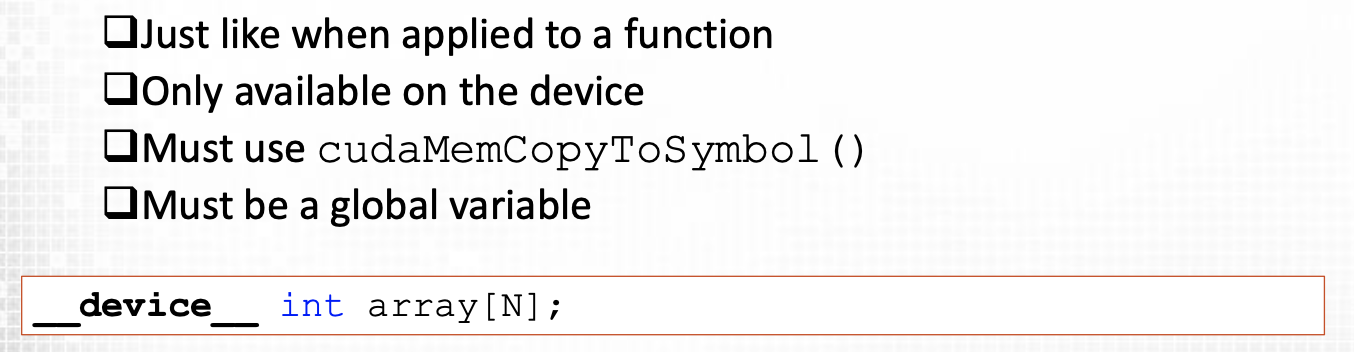 ❑Just like when applied to a function
❑Only available on the device
❑Must use cudaMemCopyToSymbol()
❑Must be a global variable
__device__ int array[N];